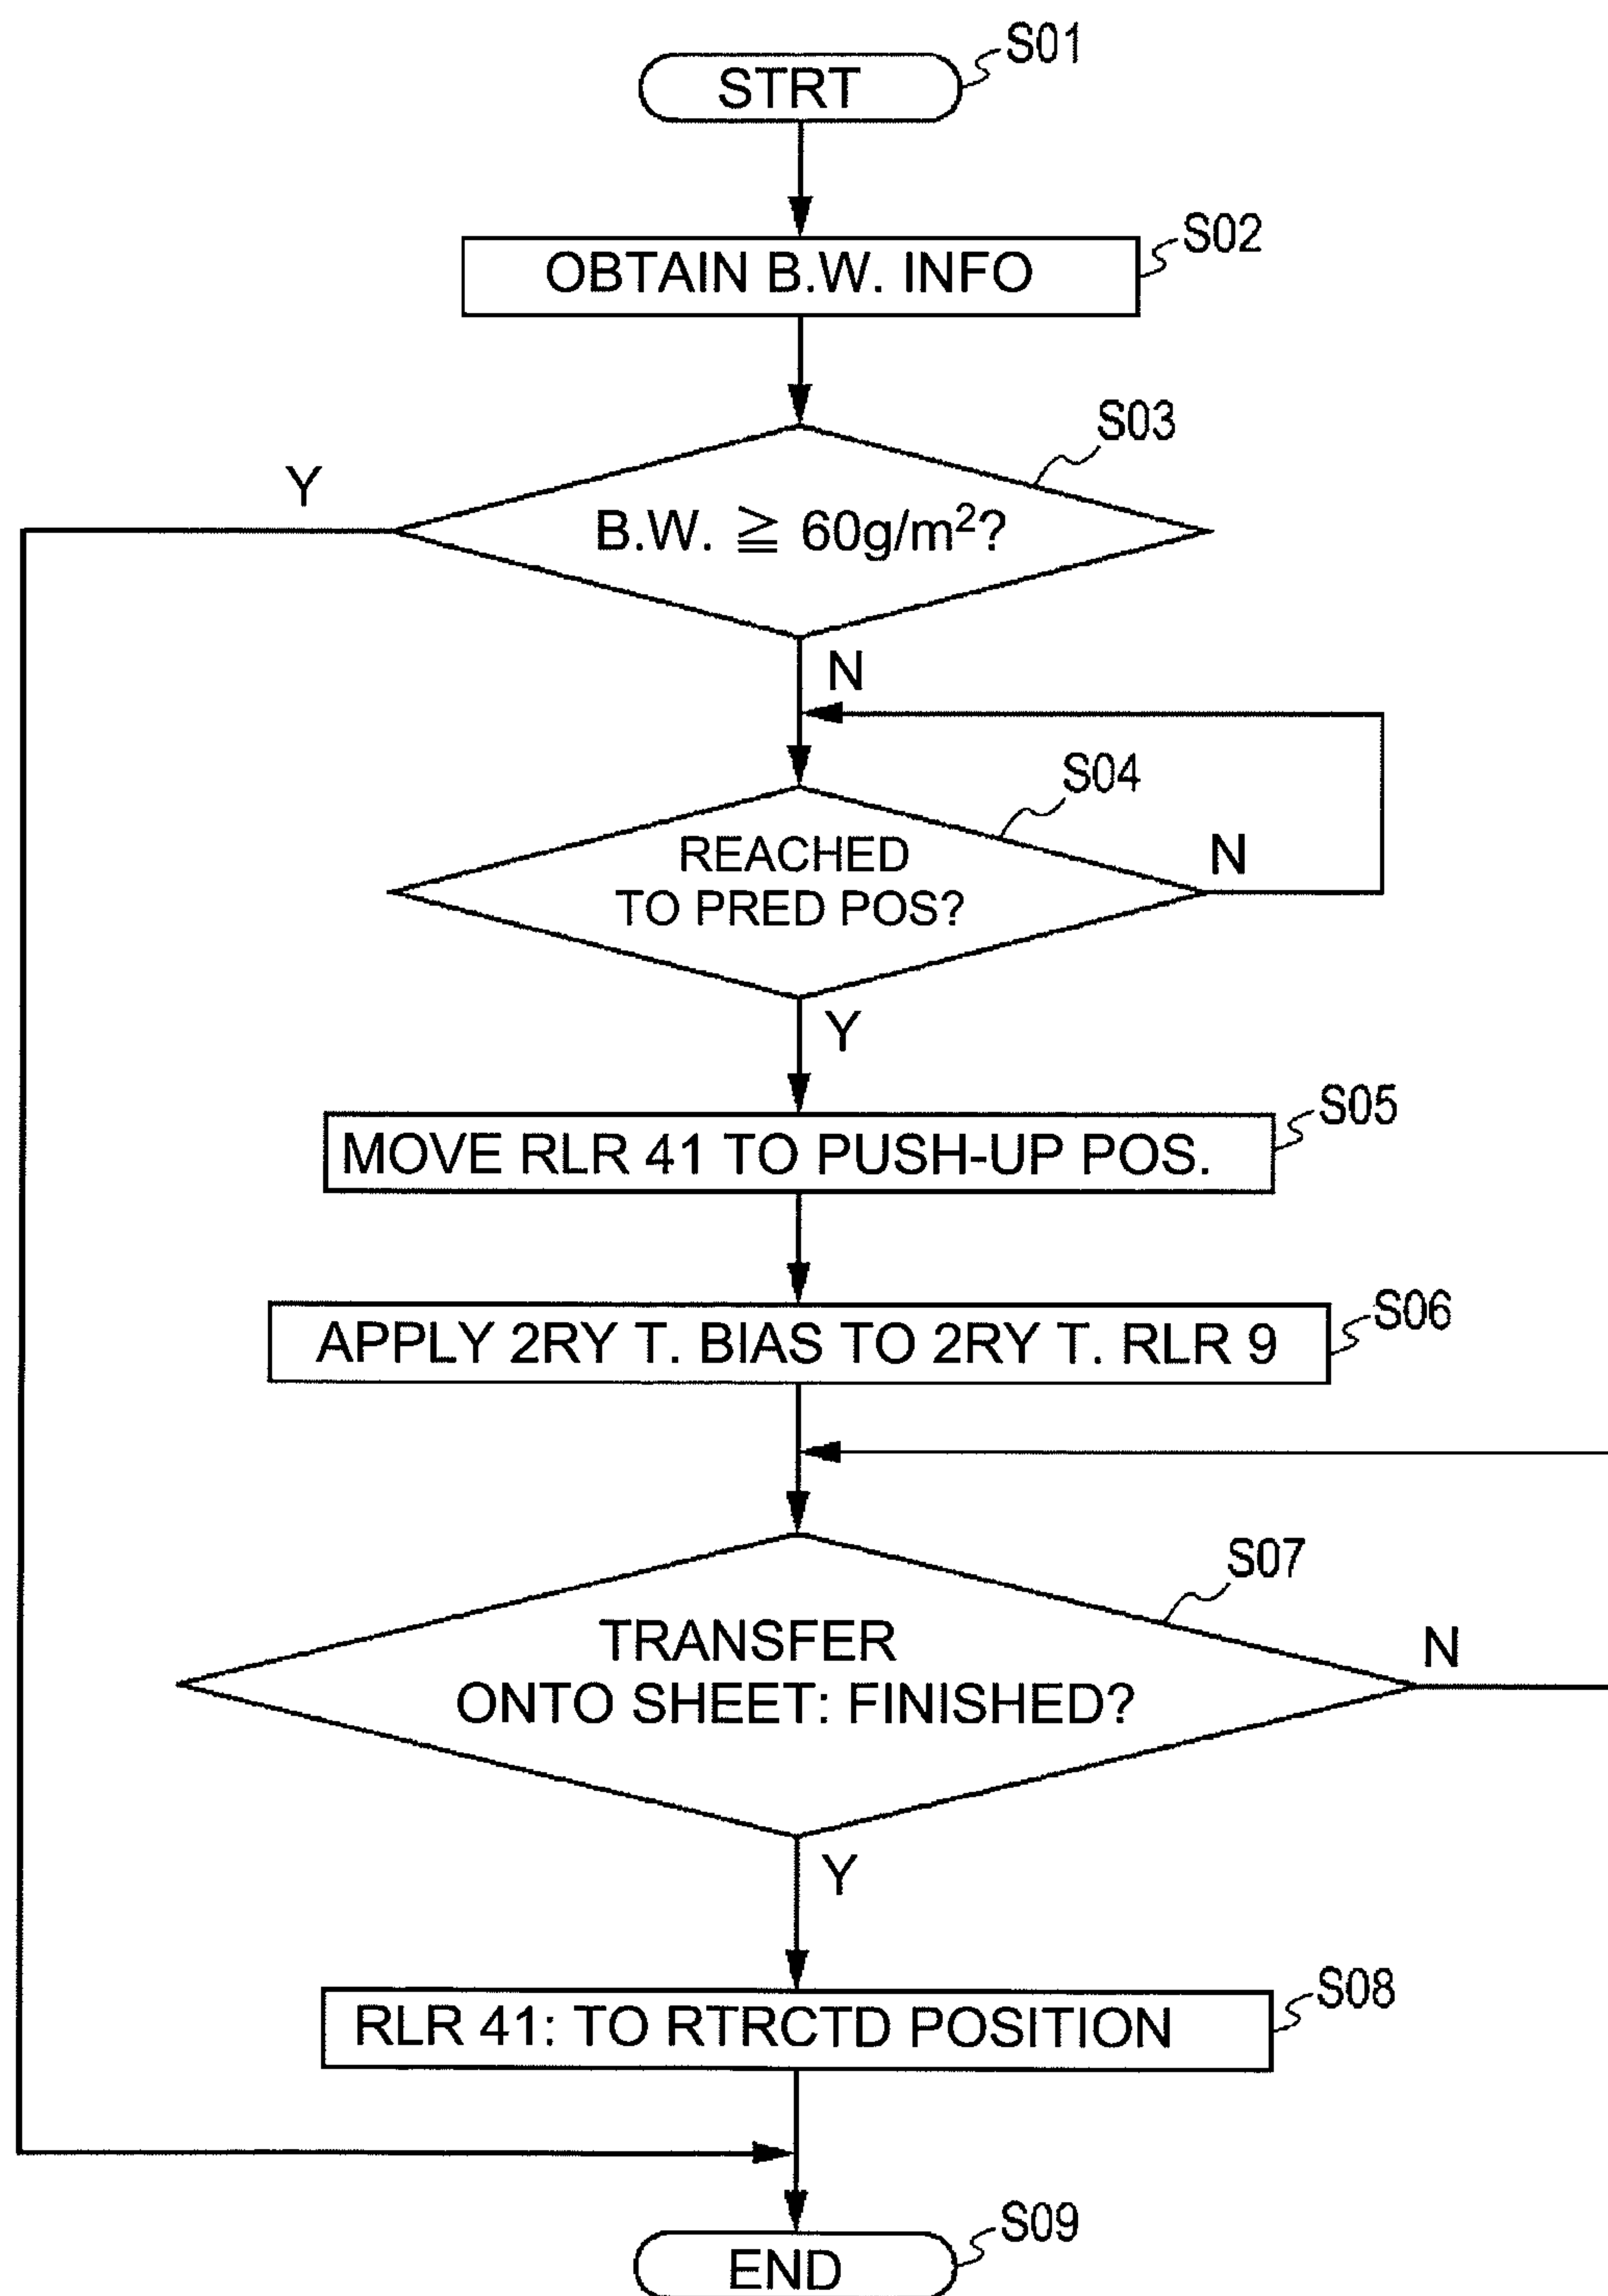 STRT
S01
OBTAIN B.W. INFO
S02
S03
Y
B.W. ≧ 60g/m²?
N
S04
REACHED
TO PRED POS?
N
Y
S05
MOVE RLR 41 TO PUSH-UP POS.
S06
APPLY 2RY T. BIAS TO 2RY T. RLR 9
S07
TRANSFER
ONTO SHEET: FINISHED?
N
Y
S08
RLR 41: TO RTRCTD POSITION
S09
END